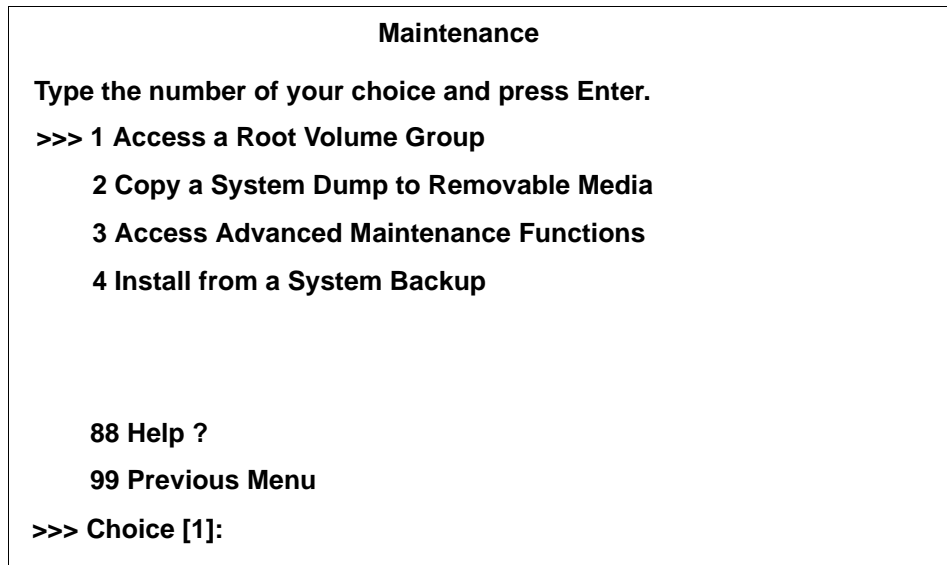 Maintenance
Type the number of your choice and press Enter.
>>> 1 Access a Root Volume Group
2 Copy a System Dump to Removable Media
3 Access Advanced Maintenance Functions
4 Install from a System Backup
88 Help ?
99 Previous Menu
>>> Choice [1]: